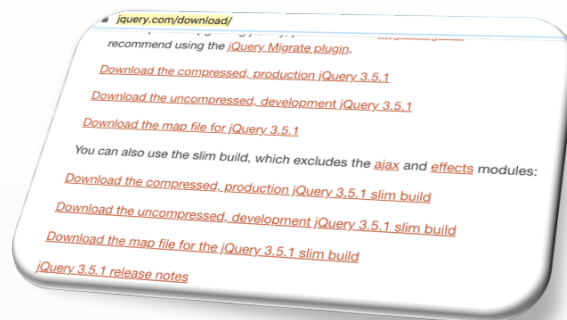 jquery.com/download/
recommend using the jQuery Migrate plugin.
Download the compressed, production jQuery 3.5.1
Download the uncompressed, development jQuery 3.5.1
Download the map file for jQuery 3.5.1
You can also use the slim build, which excludes the ajax and effects modules:
Download the compressed, production jQuery 3.5.1 slim build
Download the uncompressed, development jQuery 3.5.1 slim build
Download the map file for the jQuery 3.5.1 slim build
jQuery 3.5.1 release notes